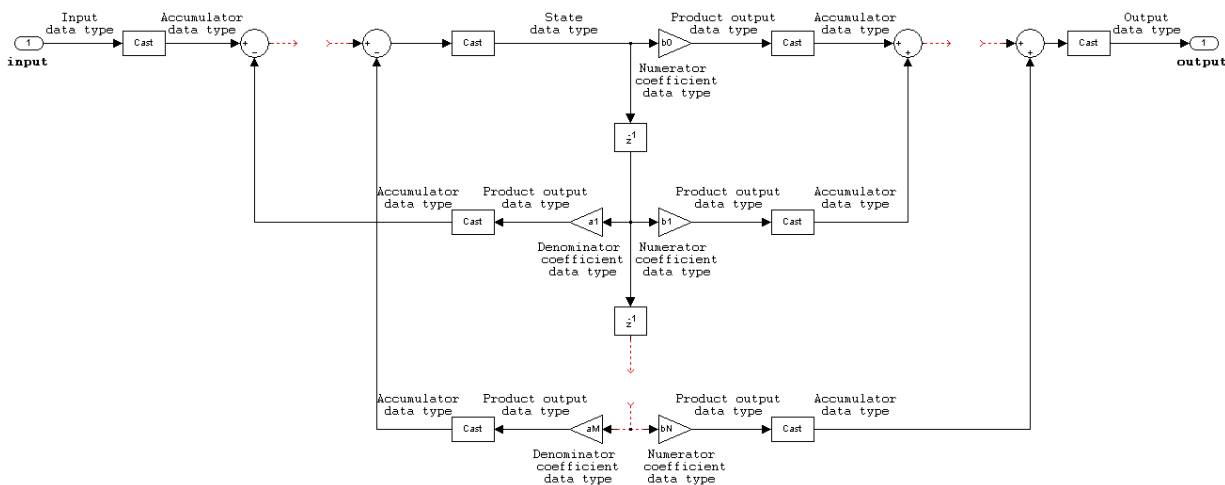 Input
data type
Accumulator
data type
State
data type
Product output
data type
Accumulator
data type
Output
data type
1
input
Cast
+
−
+
−
Cast
b0
Cast
+
+
+
+
Cast
1
output
Numerator
coefficient
data type
z-1
Accumulator
data type
Product output
data type
Product output
data type
Accumulator
data type
Cast
a1
b1
Cast
Denominator
coefficient
data type
Numerator
coefficient
data type
z-1
Accumulator
data type
Product output
data type
Product output
data type
Accumulator
data type
Cast
aM
bN
Cast
Denominator
coefficient
data type
Numerator
coefficient
data type